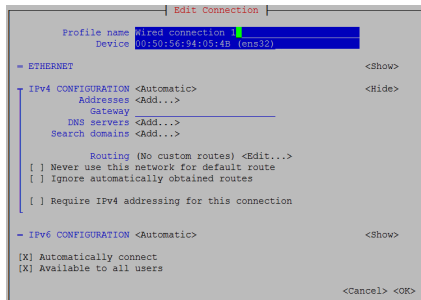 Edit Connection
Profile name Wired connection 1
Device 00:50:56:94:05:4B (ens32)
= ETHERNET <Show>
IPv4 CONFIGURATION <Automatic> <Hide>
Addresses <Add...>
Gateway
DNS servers <Add...>
Search domains <Add...>
Routing (No custom routes) <Edit...>
[ ] Never use this network for default route
[ ] Ignore automatically obtained routes
[ ] Require IPv4 addressing for this connection
= IPv6 CONFIGURATION <Automatic> <Show>
[X] Automatically connect
[X] Available to all users
<Cancel> <OK>